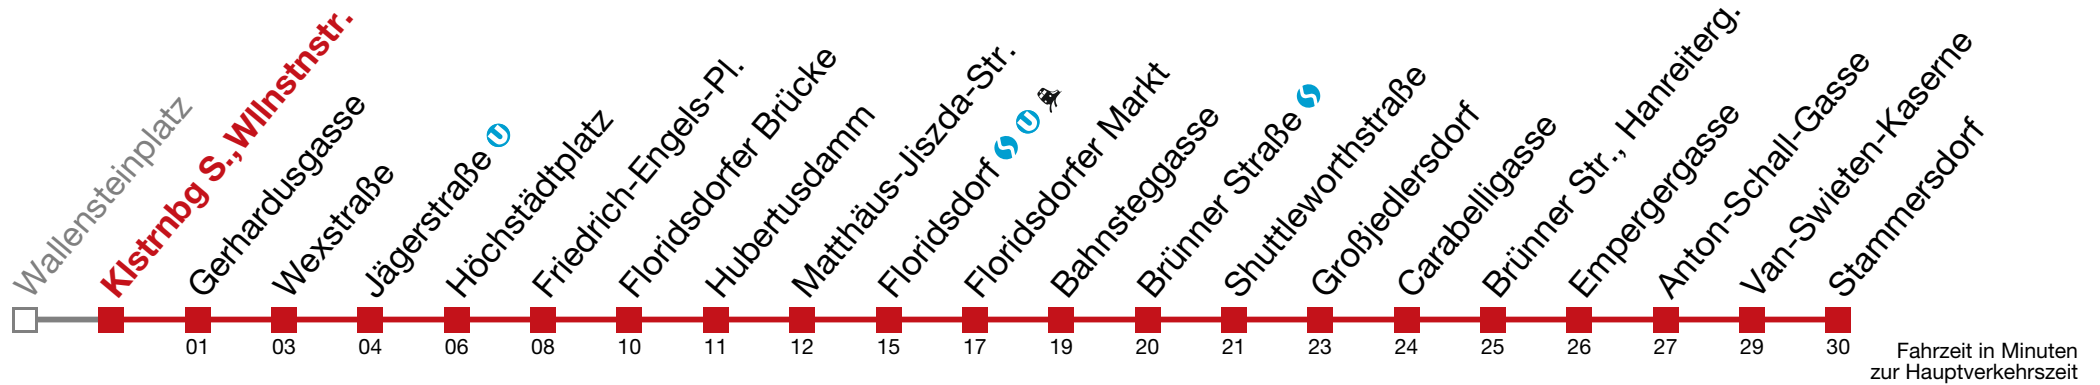 Wallensteinplatz
Klstrnbg S., Wllnstnstr.
Gerhardusgasse
Wexstraße
Jägerstraße U
Höchstädtplatz
Friedrich-Engels-Pl.
Floridsdorfer Brücke
Hubertusdamm
Matthäus-Jiszda-Str.
Floridsdorf S U
Floridsdorfer Markt
Bahnsteggasse
Brünner Straße S
Shuttleworthstraße
Großjedlersdorf
Carabelligasse
Brünner Str., Hanreiterg.
Empergergasse
Anton-Schall-Gasse
Van-Swieten-Kaserne
Stammersdorf
01 03 04 06 08 10 11 12 15 17 19 20 21 23 24 25 26 27 29 30
Fahrzeit in Minuten
zur Hauptverkehrszeit